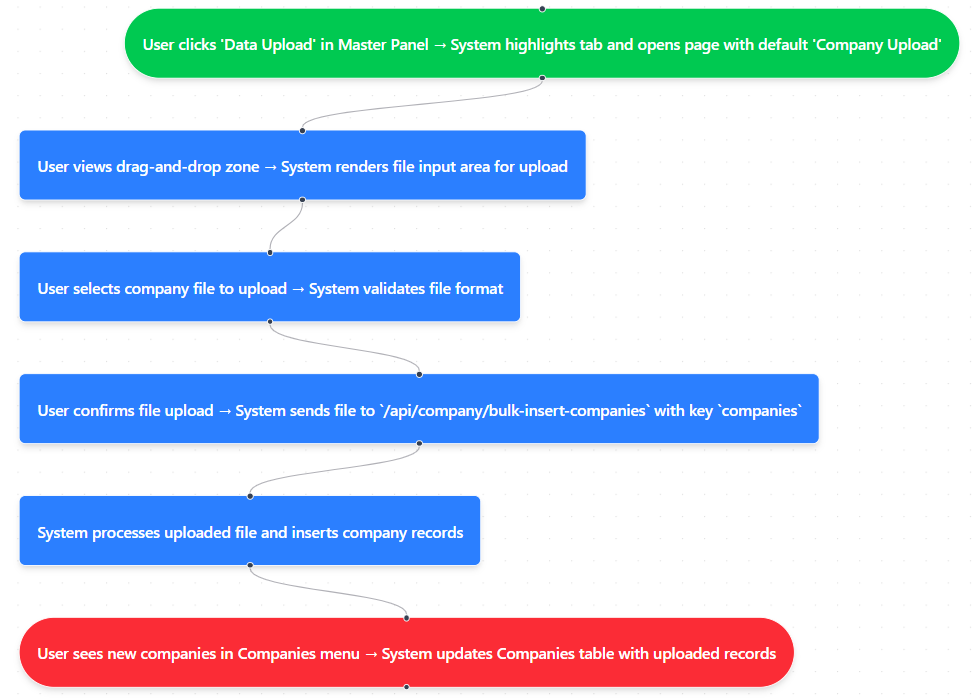 User clicks 'Data Upload' in Master Panel → System highlights tab and opens page with default 'Company Upload'
User views drag-and-drop zone → System renders file input area for upload
User selects company file to upload → System validates file format
User confirms file upload → System sends file to `/api/company/bulk-insert-companies` with key `companies`
System processes uploaded file and inserts company records
User sees new companies in Companies menu → System updates Companies table with uploaded records